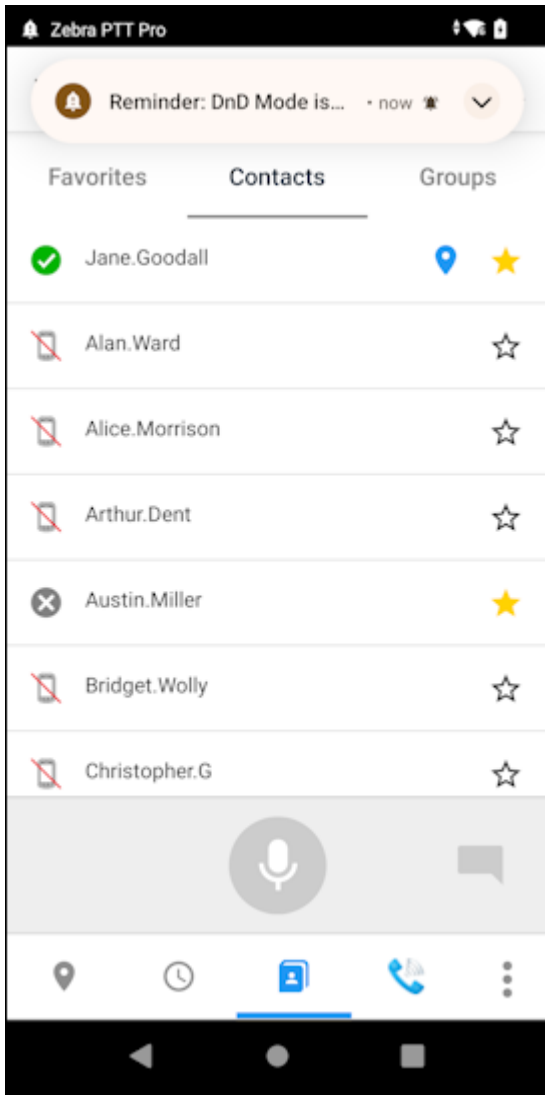 Zebra PTT Pro
Reminder: DnD Mode is... • now
Favorites Contacts Groups
Jane.Goodall
Alan.Ward
Alice.Morrison
Arthur.Dent
Austin.Miller
Bridget.Wolly
Christopher.G